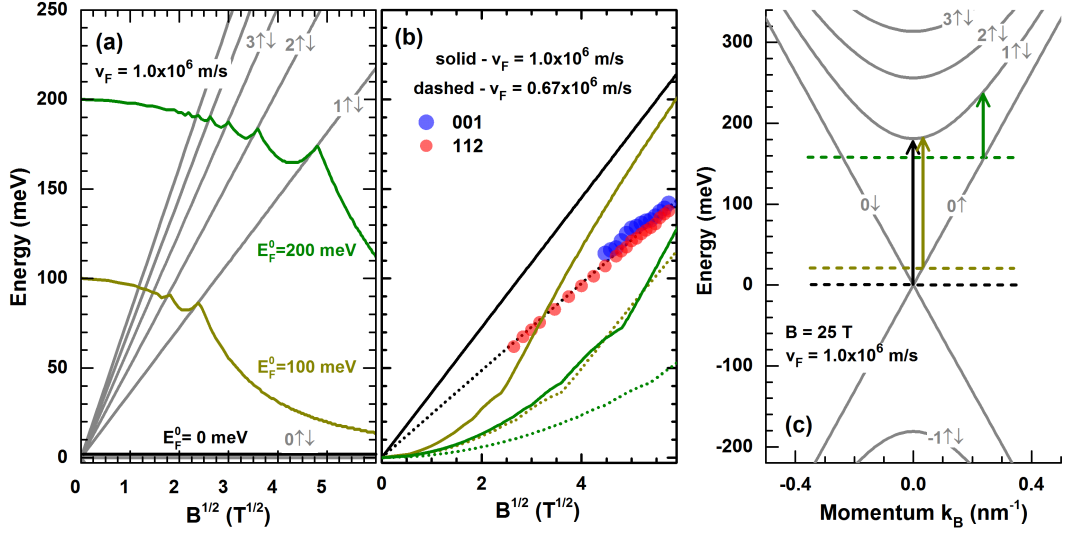 (a)
v_F = 1.0x10^6 m/s
3↑↓
2↑↓
1↑↓
E_F^0=200 meV
E_F^0=100 meV
E_F^0=0 meV
0↑↓
250
200
150
100
50
0
Energy (meV)
0 1 2 3 4 5
B^1/2 (T^1/2)
(b)
solid - v_F = 1.0x10^6 m/s
dashed - v_F = 0.67x10^6 m/s
001
112
0 2 4
B^1/2 (T^1/2)
3↑↓
2↑↓
1↑↓
0↓
0↑
B = 25 T
v_F = 1.0x10^6 m/s
(c)
-1↑↓
300
200
100
0
-100
-200
Energy (meV)
-0.4 0.0 0.4
Momentum k_B (nm^-1)